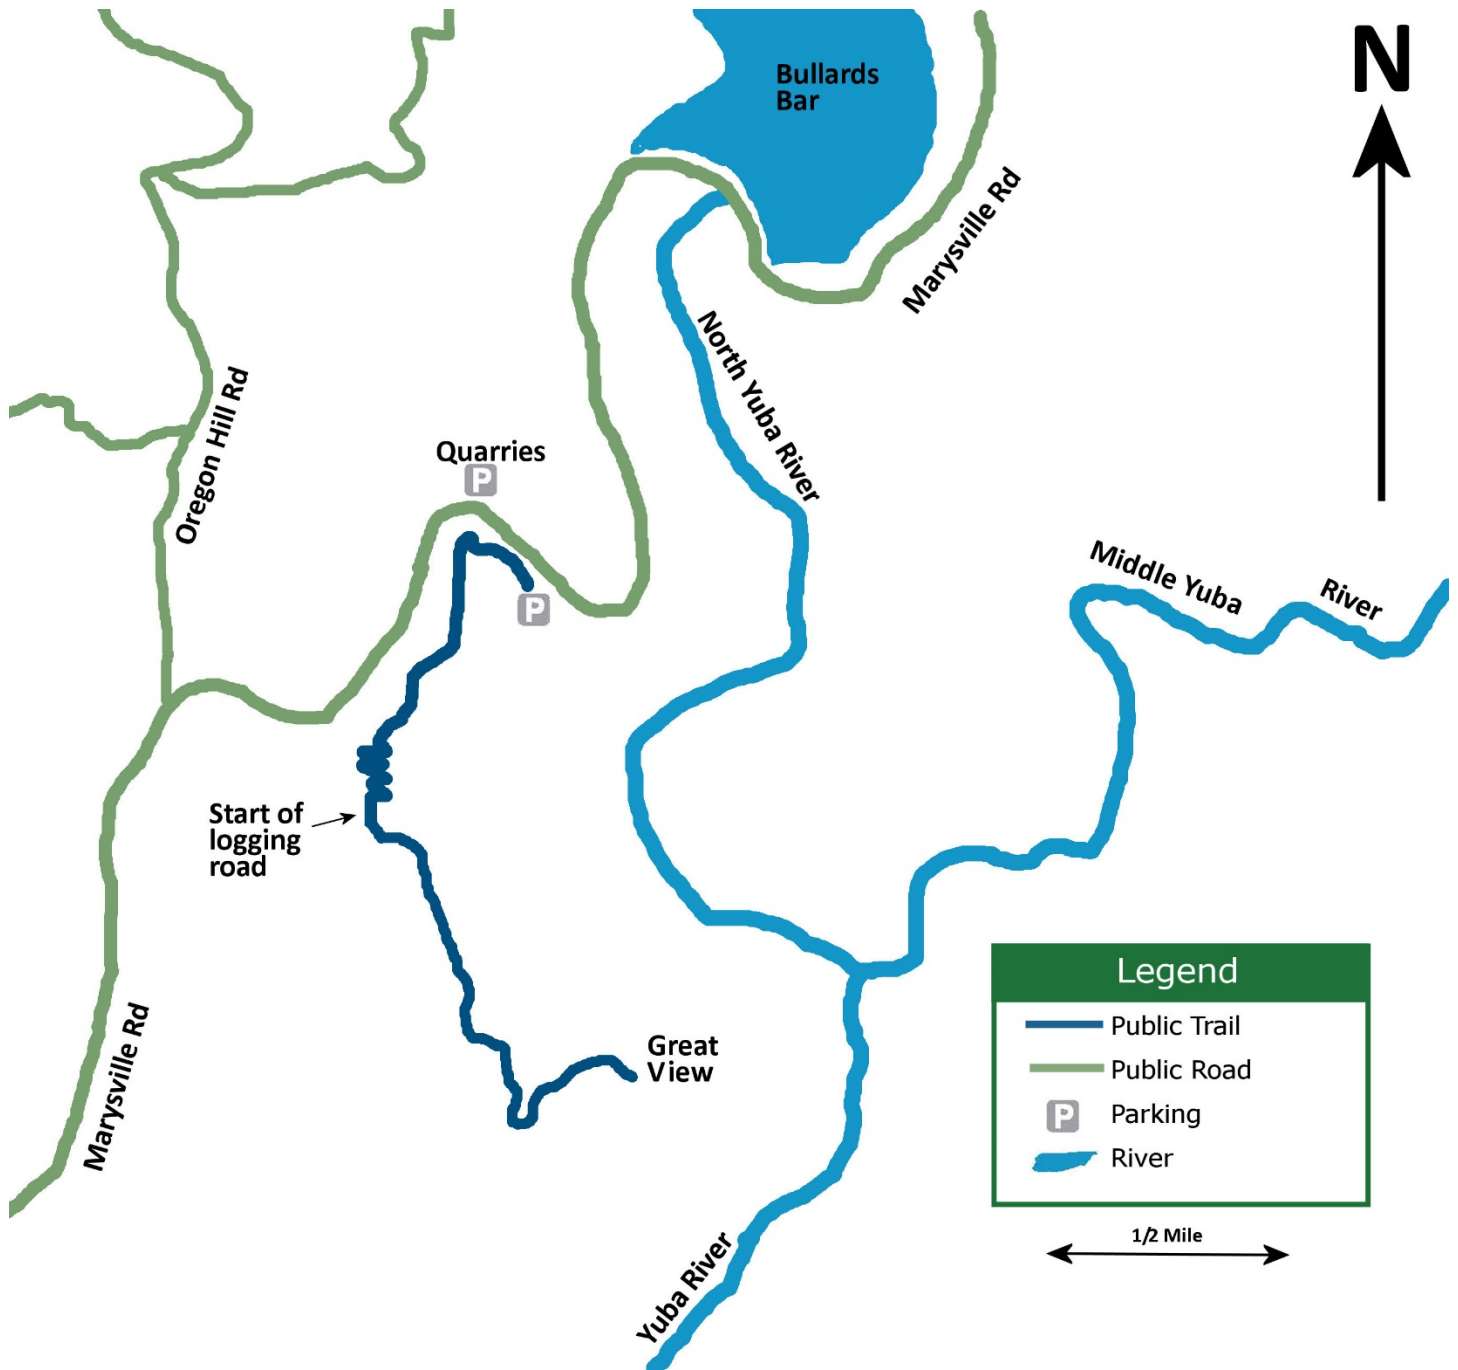 Bullards
Bar
N
Marysville Rd
North Yuba River
Oregon Hill Rd
Quarries
P
P
Middle Yuba River
Start of
logging
road
Great
View
Marysville Rd
Yuba River
Legend
Public Trail
Public Road
P Parking
River
1/2 Mile